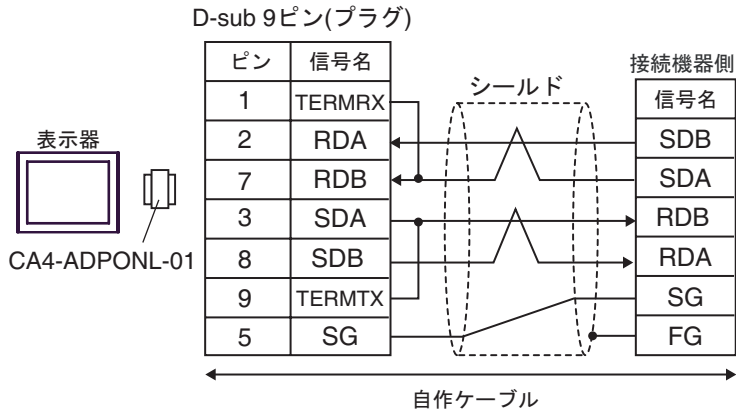 D-sub 9ピン(プラグ)
ピン 信号名
1 TERMRX
2 RDA
7 RDB
3 SDA
8 SDB
9 TERMTX
5 SG
シールド
接続機器側
信号名
SDB
SDA
RDB
RDA
SG
FG
表示器
CA4-ADPONL-01
自作ケーブル